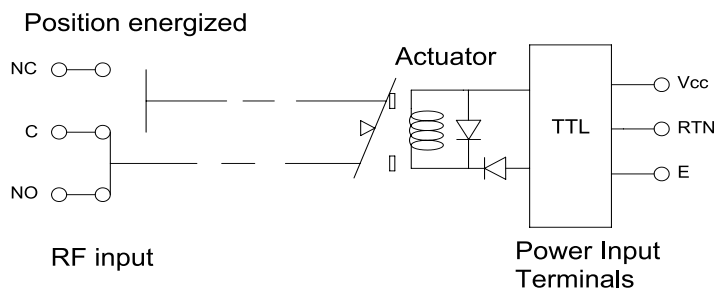 Position energized
NC
C
NO
RF input
Actuator
TTL
Vcc
RTN
E
Power Input
Terminals